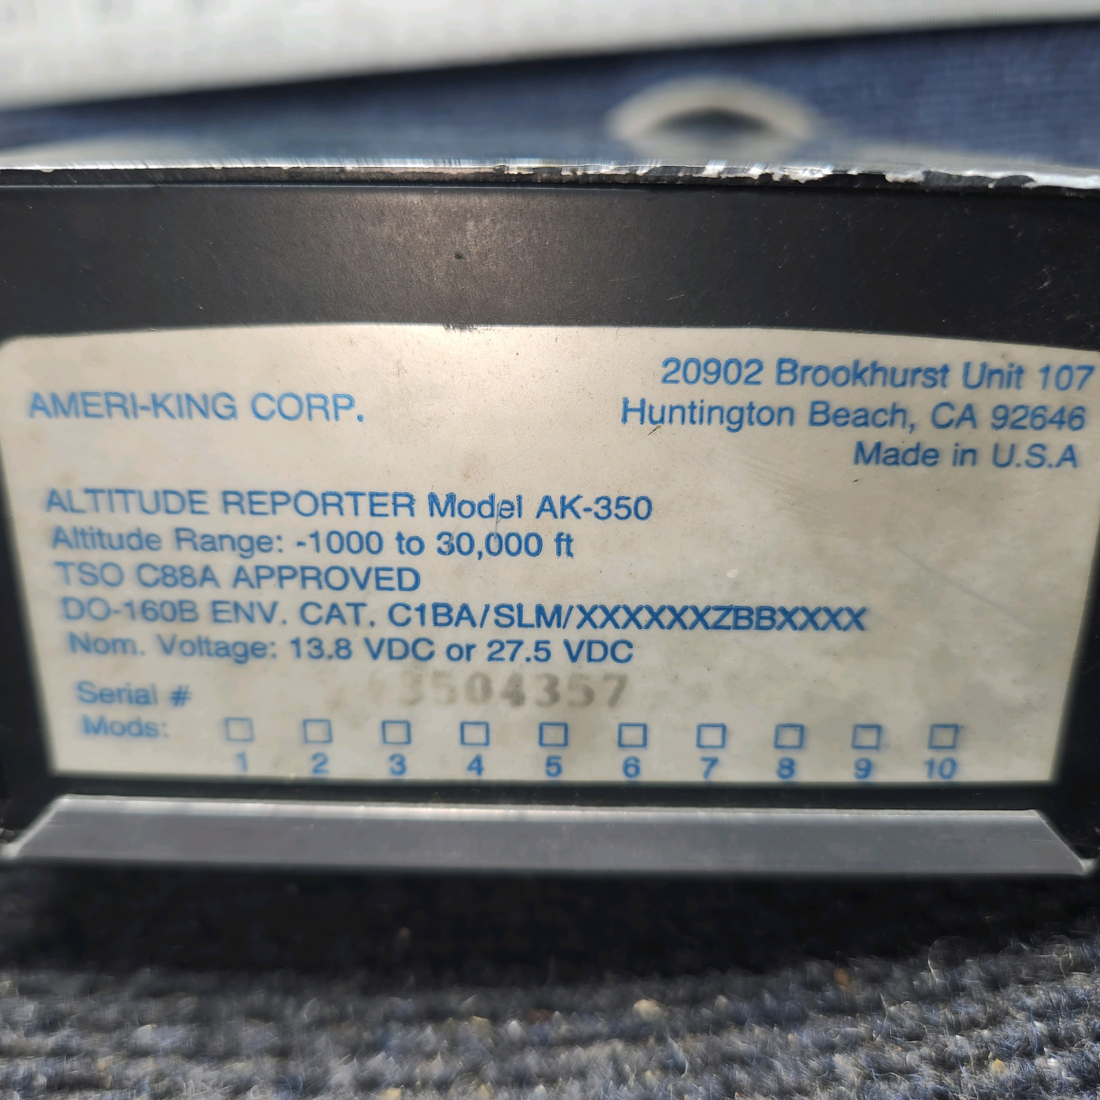 AMERI-KING CORP.
20902 Brookhurst Unit 107
Huntington Beach, CA 92646
Made in U.S.A
ALTITUDE REPORTER Model AK-350
Altitude Range: -1000 to 30,000 ft
TSO C88A APPROVED
DO-160B ENV. CAT. C1BA/SLM/XXXXXXZBBXXXX
Nom. Voltage: 13.8 VDC or 27.5 VDC
Serial # 3504357
Mods:
1 2 3 4 5 6 7 8 9 10